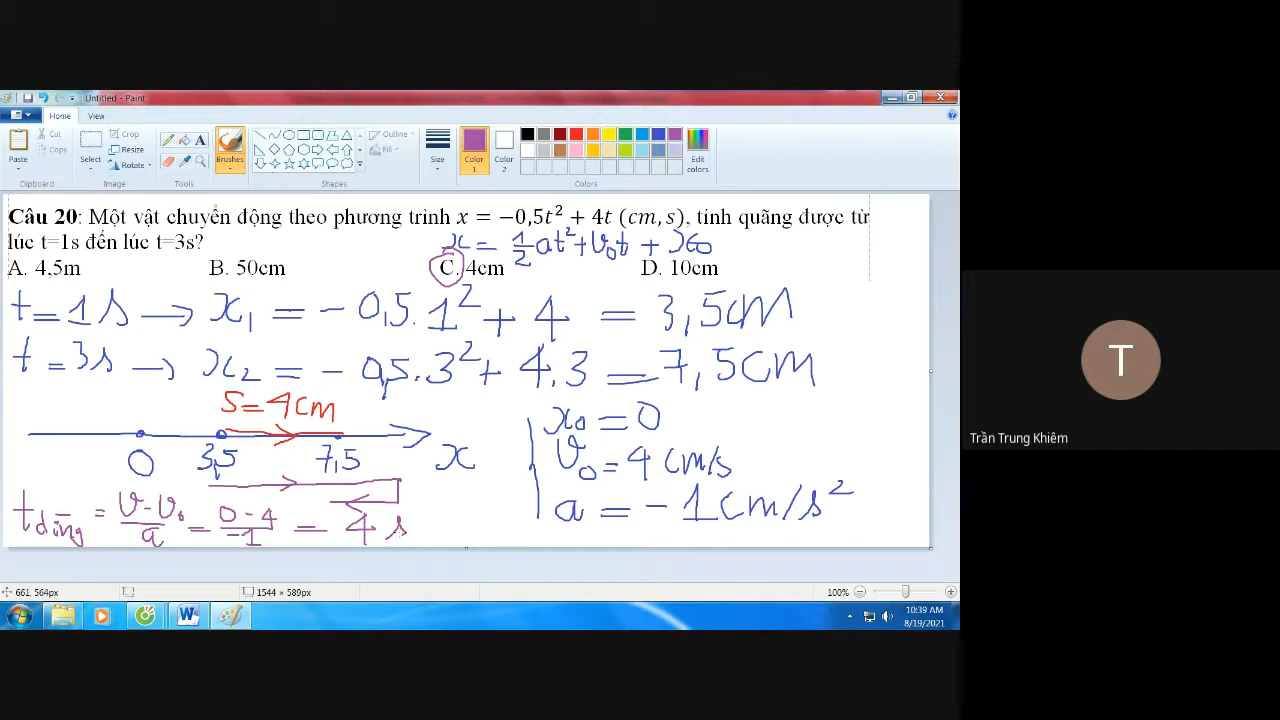 Untitled - Paint
Home View
Paste
Cut
Copy
Clipboard
Select
Crop
Resize
Rotate
Image
Tools
Brushes
Shapes
Outline
Fill
Size
Color 1
Color 2
Edit colors
Colors
Câu 20: Một vật chuyển động theo phương trình x = −0,5t² + 4t (cm, s), tính quãng được từ
lúc t=1s đến lúc t=3s?
x = 1/2 at² + v₀t + x₀
A. 4,5m B. 50cm C. 4cm D. 10cm
t = 1s → x₁ = - 0,5.1² + 4 = 3,5cm
t = 3s → x₂ = - 0,5.3² + 4.3 = 7,5cm
S = 4cm
0 3,5 7,5 x
x₀ = 0
v₀ = 4 cm/s
a = - 1cm/s²
t dừng = (v - v₀)/a = (0 - 4)/-1 = 4 s
Trần Trung Khiêm
T
661, 564px
1544 × 589px
100%
10:39 AM
8/19/2021